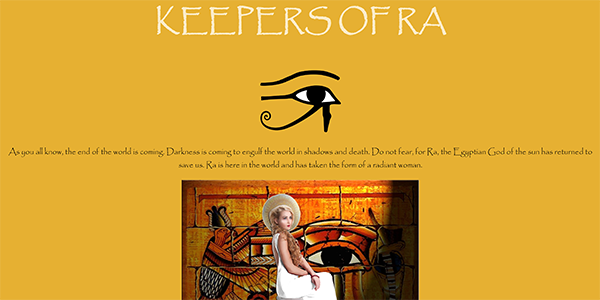 KEEPERS OF RA
As you all know, the end of the world is coming. Darkness is coming to engulf the world in shadows and death. Do not fear, for Ra, the Egyptian God of the sun has returned to
save us. Ra is here in the world and has taken the form of a radiant woman.